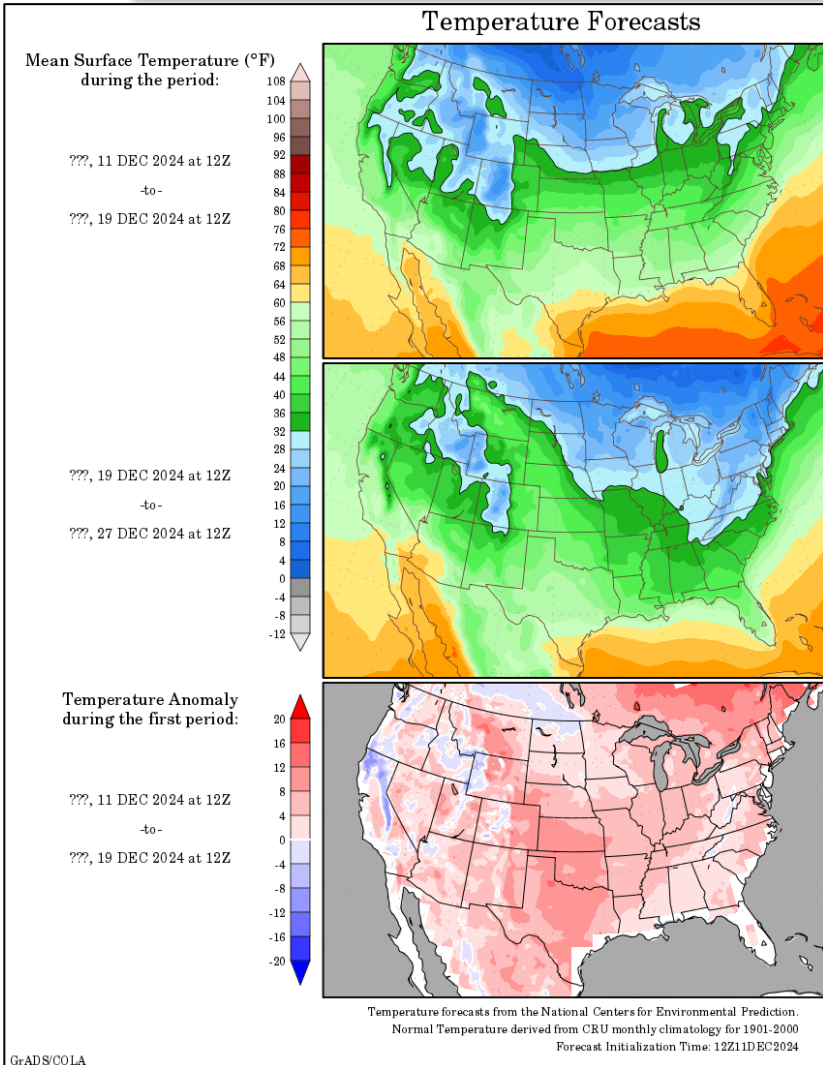 Temperature Forecasts
Mean Surface Temperature (°F)
during the period:
???, 11 DEC 2024 at 12Z
-to-
???, 19 DEC 2024 at 12Z
108
104
100
96
92
88
84
80
76
72
68
64
60
56
52
48
44
40
36
32
28
24
20
16
12
8
4
0
-4
-8
-12
???, 19 DEC 2024 at 12Z
-to-
???, 27 DEC 2024 at 12Z
Temperature Anomaly
during the first period:
???, 11 DEC 2024 at 12Z
-to-
???, 19 DEC 2024 at 12Z
20
16
12
8
4
0
-4
-8
-12
-16
-20
Temperature forecasts from the National Centers for Environmental Prediction.
Normal Temperature derived from CRU monthly climatology for 1901-2000
Forecast Initialization Time: 12Z11DEC2024
GrADS/COLA